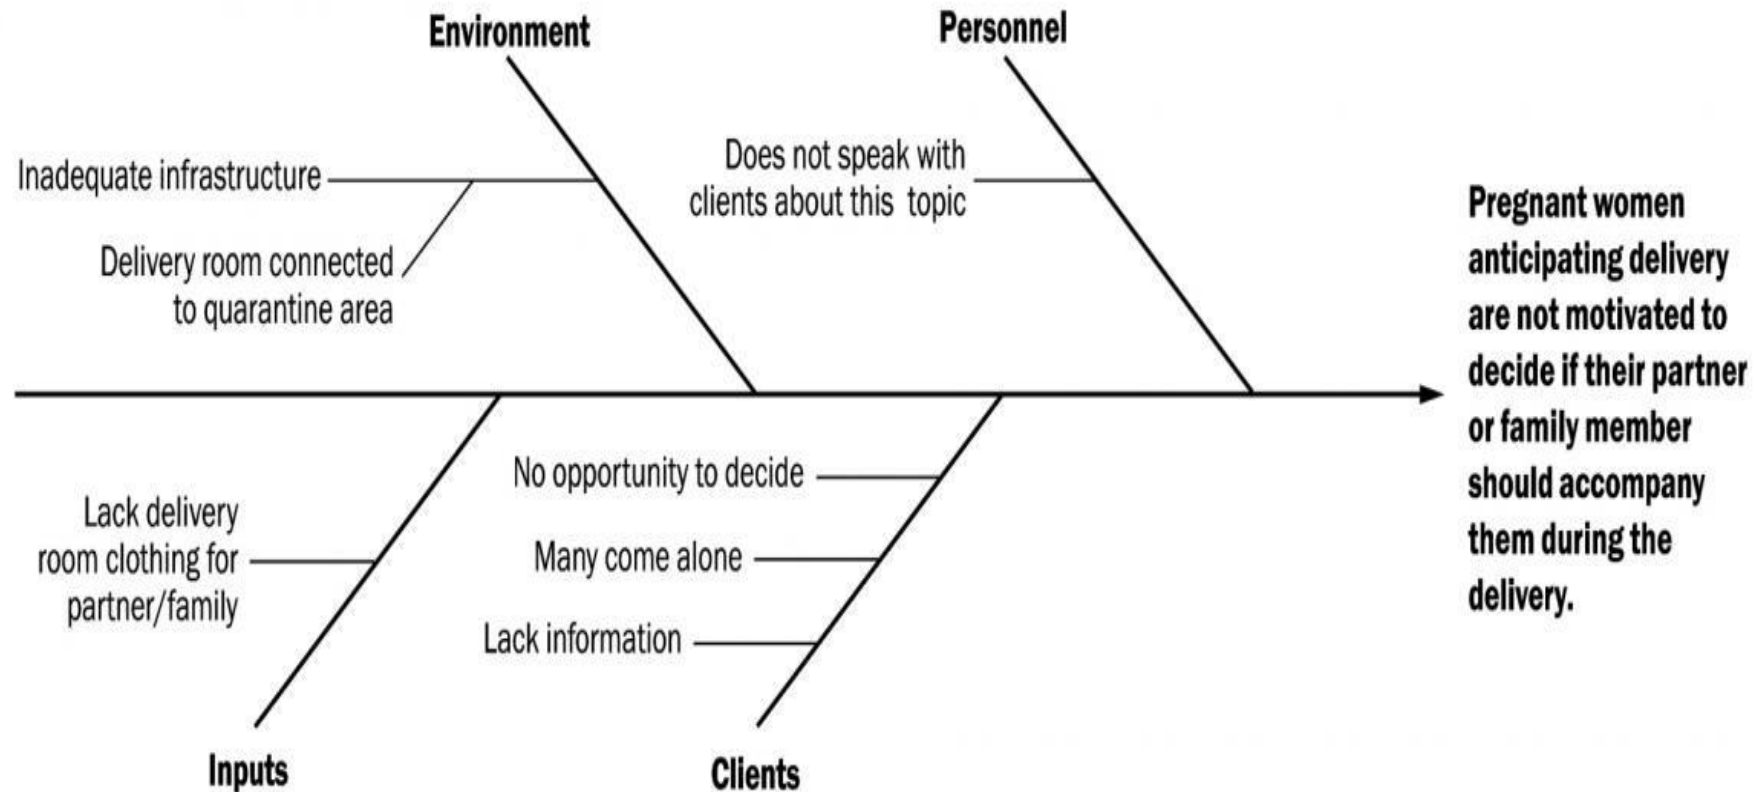 Environment
Personnel
Inadequate infrastructure
Delivery room connected
to quarantine area
Does not speak with
clients about this topic
Pregnant women
anticipating delivery
are not motivated to
decide if their partner
or family member
should accompany
them during the
delivery.
Lack delivery
room clothing for
partner/family
No opportunity to decide
Many come alone
Lack information
Inputs
Clients